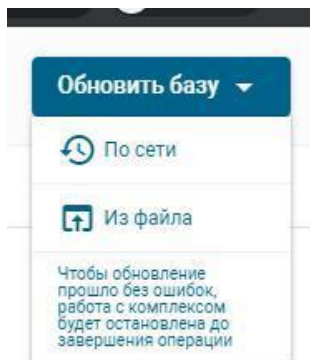 Обновить базу
По сети
Из файла
Чтобы обновление
прошло без ошибок,
работа с комплексом
будет остановлена до
завершения операции